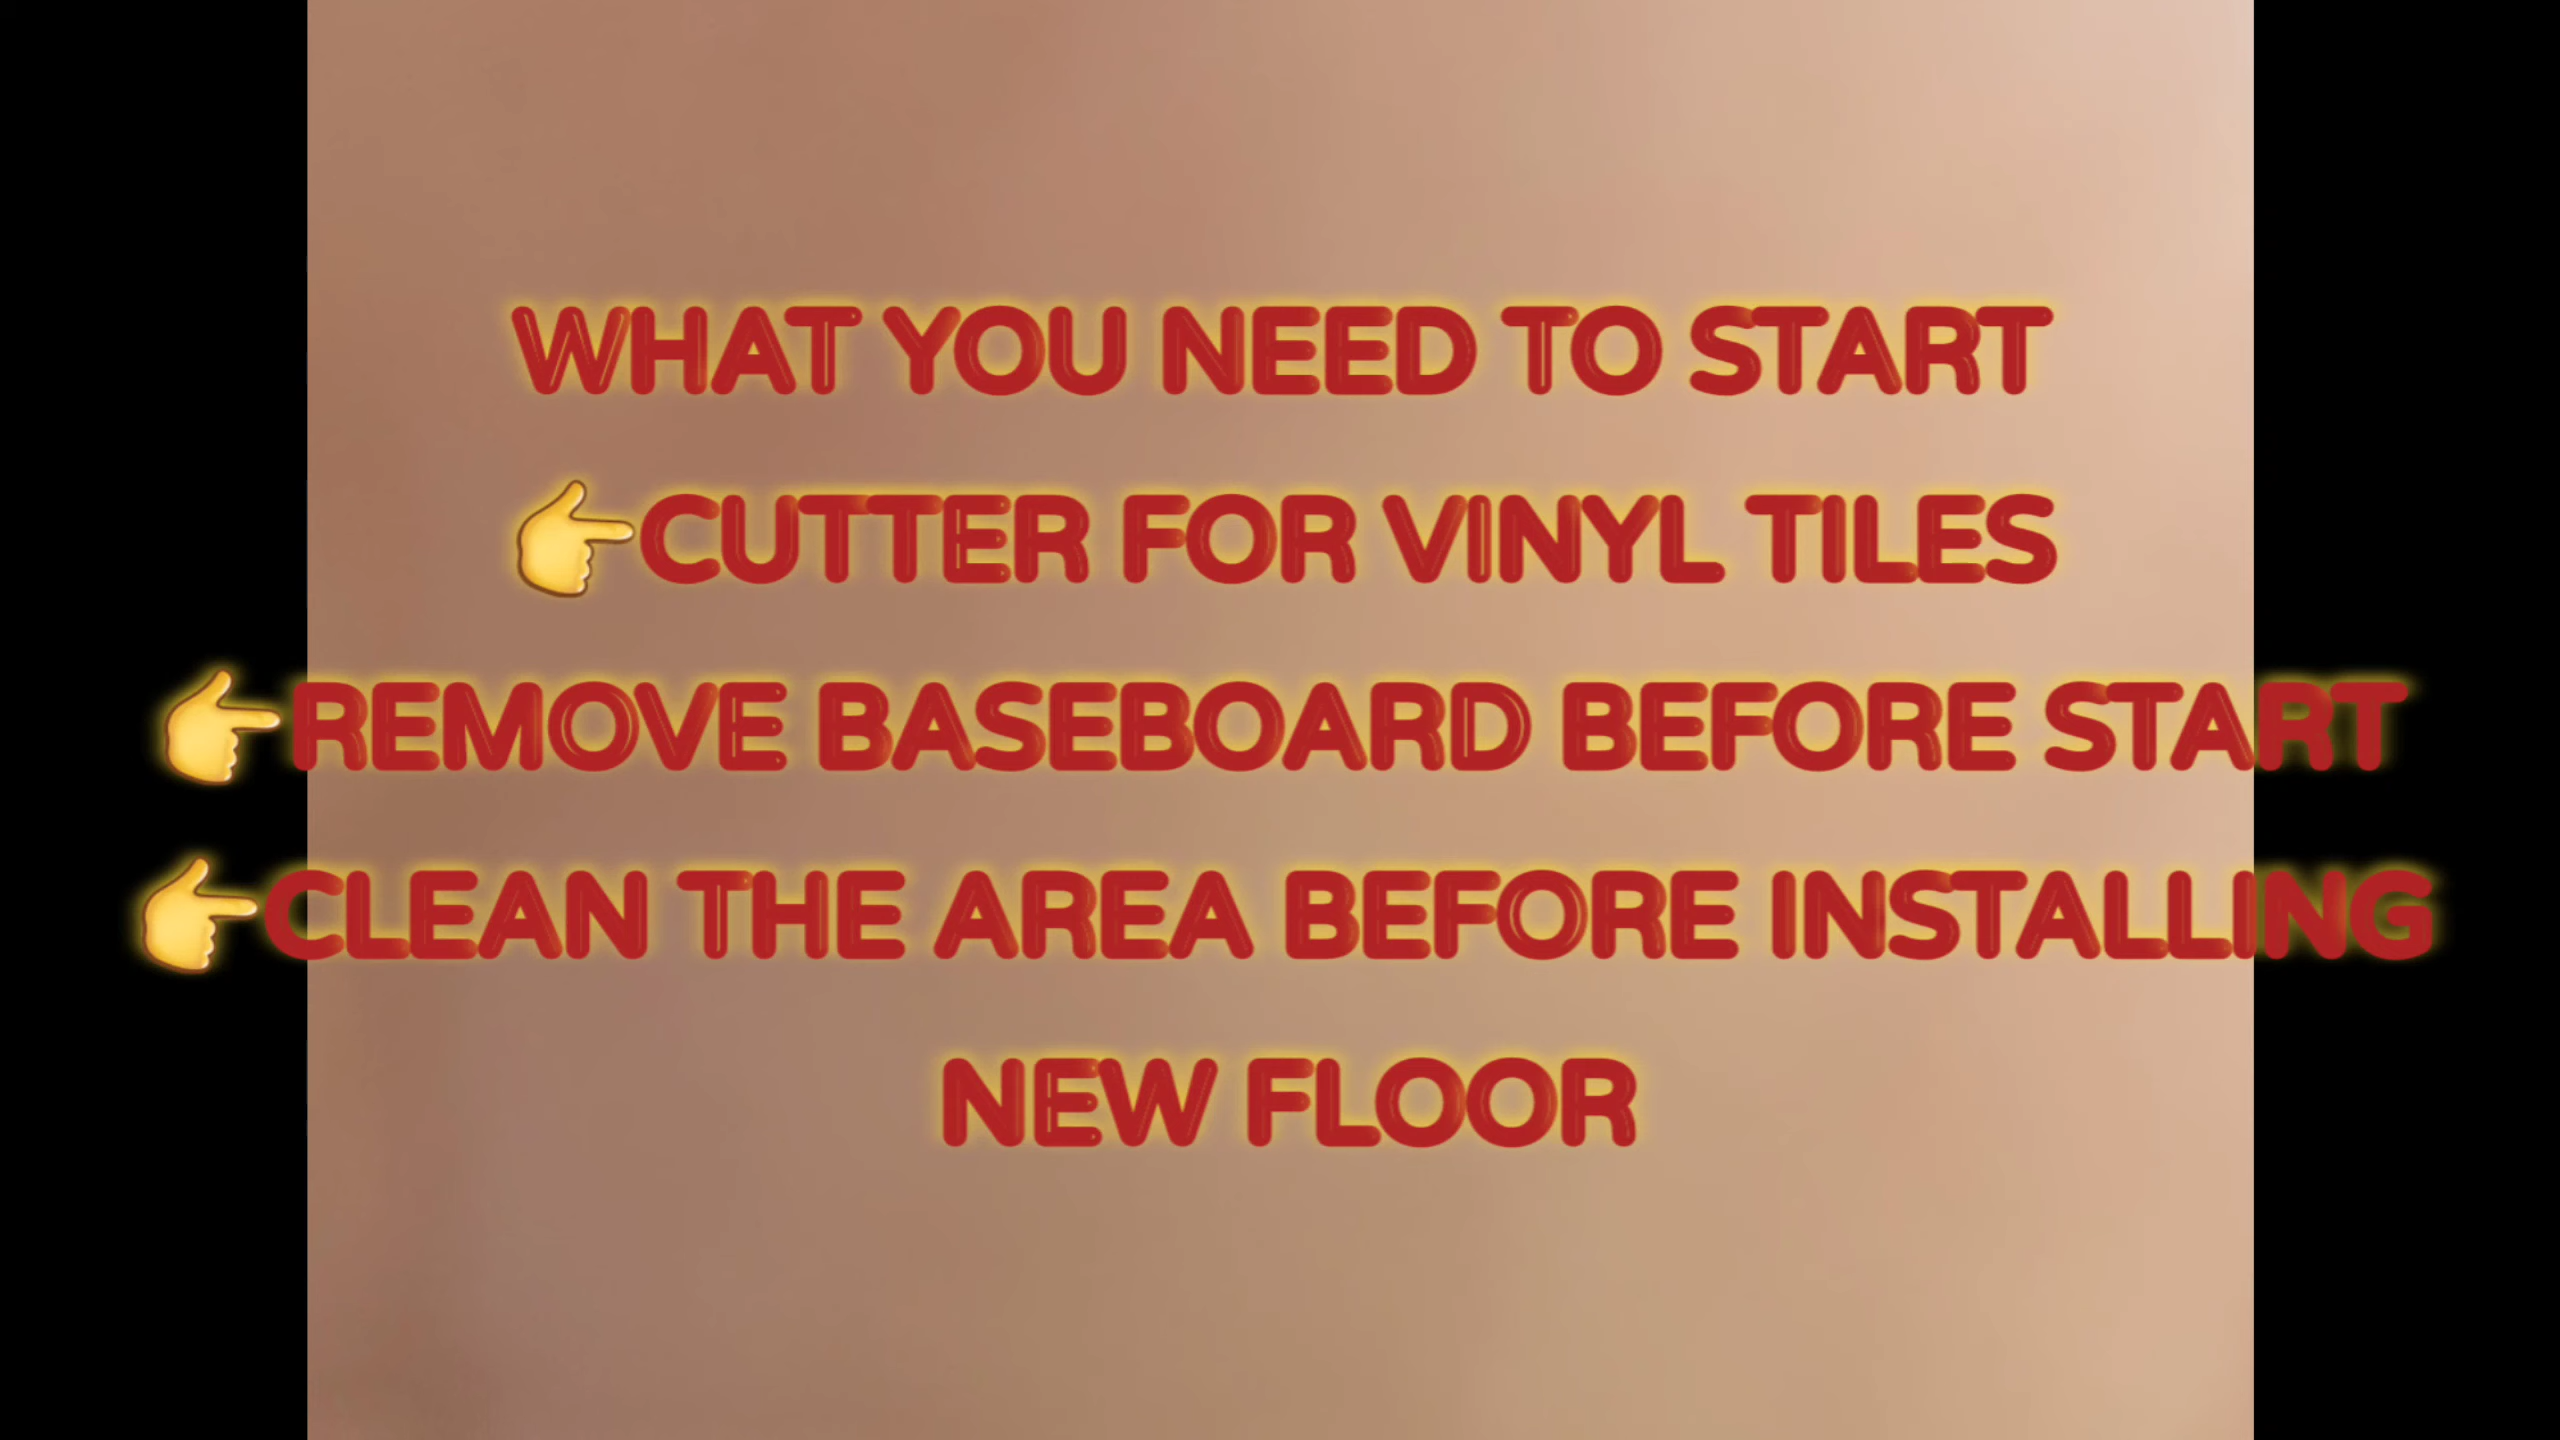 WHAT YOU NEED TO START
👉CUTTER FOR VINYL TILES
👉REMOVE BASEBOARD BEFORE START
👉CLEAN THE AREA BEFORE INSTALLING
NEW FLOOR